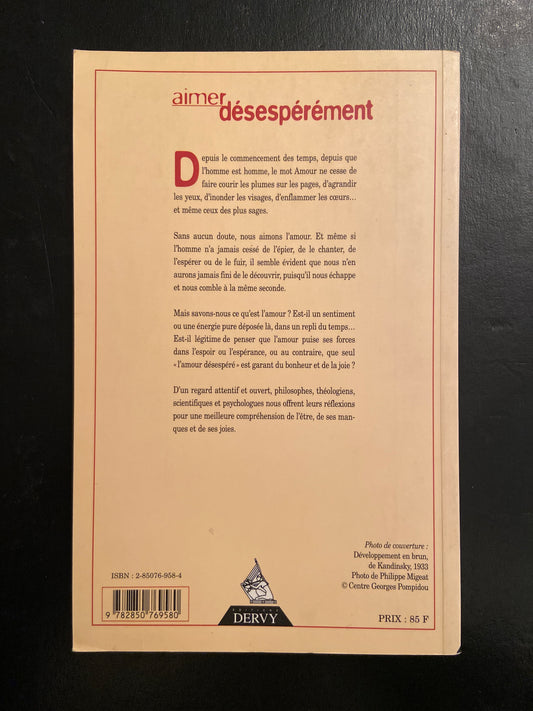 aimer
désespérément
Depuis le commencement des temps, depuis que
l'homme est homme, le mot Amour ne cesse de
faire courir les plumes sur les pages, d'agrandir
les yeux, d'inonder les visages, d'enflammer les cœurs...
et même ceux des plus sages.
Sans aucun doute, nous aimons l'amour. Et même si
l'homme n'a jamais cessé de l'épier, de le chanter, de
l'espérer ou de le fuir, il semble évident que nous n'en
aurons jamais fini de le découvrir, puisqu'il nous échappe
et nous comble à la même seconde.
Mais savons-nous ce qu'est l'amour ? Est-il un sentiment
ou une énergie pure déposée là, dans un repli du temps...
Est-il légitime de penser que l'amour puise ses forces
dans l'espoir ou l'espérance, ou au contraire, que seul
« l'amour désespéré » est garant du bonheur et de la joie ?
D'un regard attentif et ouvert, philosophes, théologiens,
scientifiques et psychologues nous offrent leurs réflexions
pour une meilleure compréhension de l'être, de ses man-
ques et de ses joies.
Photo de couverture :
Développement en brun,
de Kandinsky, 1933
Photo de Philippe Migeat
© Centre Georges Pompidou
ISBN : 2-85076-958-4
9 782850 769580
EDITIONS
DERVY
PRIX : 85 F